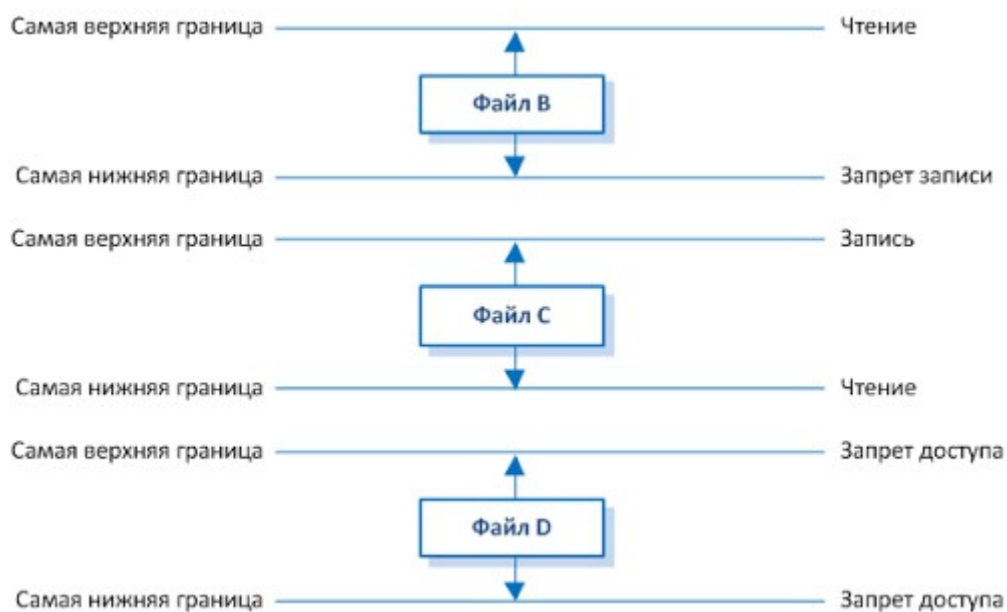 Самая верхняя граница Чтение
Файл B
Самая нижняя граница Запрет записи
Самая верхняя граница Запись
Файл C
Самая нижняя граница Чтение
Самая верхняя граница Запрет доступа
Файл D
Самая нижняя граница Запрет доступа